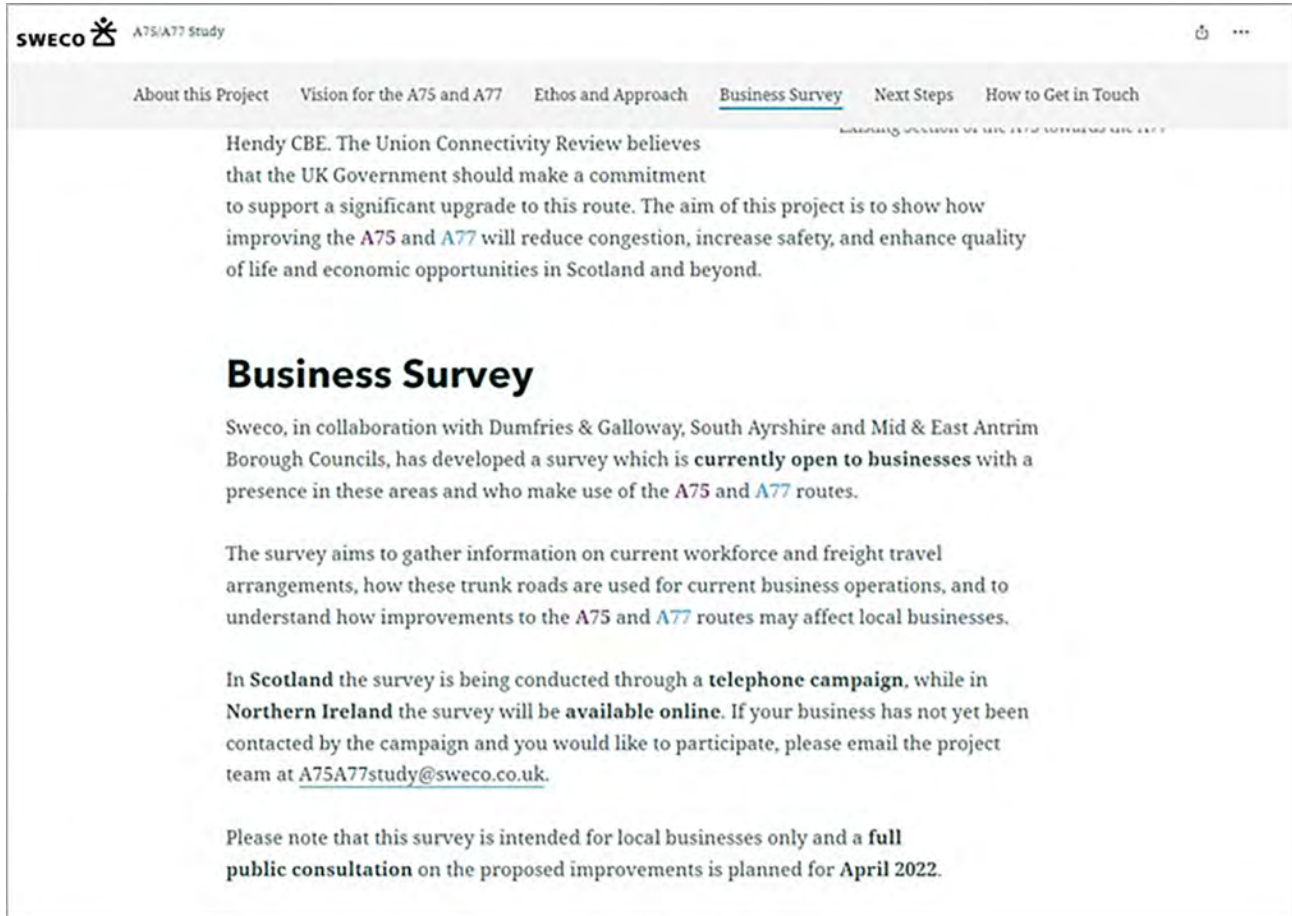 SWECO A75/A77 Study
About this Project Vision for the A75 and A77 Ethos and Approach Business Survey Next Steps How to Get in Touch
Existing Section of the A75 towards the A77
Hendy CBE. The Union Connectivity Review believes
that the UK Government should make a commitment
to support a significant upgrade to this route. The aim of this project is to show how
improving the A75 and A77 will reduce congestion, increase safety, and enhance quality
of life and economic opportunities in Scotland and beyond.
Business Survey
Sweco, in collaboration with Dumfries & Galloway, South Ayrshire and Mid & East Antrim
Borough Councils, has developed a survey which is currently open to businesses with a
presence in these areas and who make use of the A75 and A77 routes.
The survey aims to gather information on current workforce and freight travel
arrangements, how these trunk roads are used for current business operations, and to
understand how improvements to the A75 and A77 routes may affect local businesses.
In Scotland the survey is being conducted through a telephone campaign, while in
Northern Ireland the survey will be available online. If your business has not yet been
contacted by the campaign and you would like to participate, please email the project
team at A75A77study@sweco.co.uk.
Please note that this survey is intended for local businesses only and a full
public consultation on the proposed improvements is planned for April 2022.